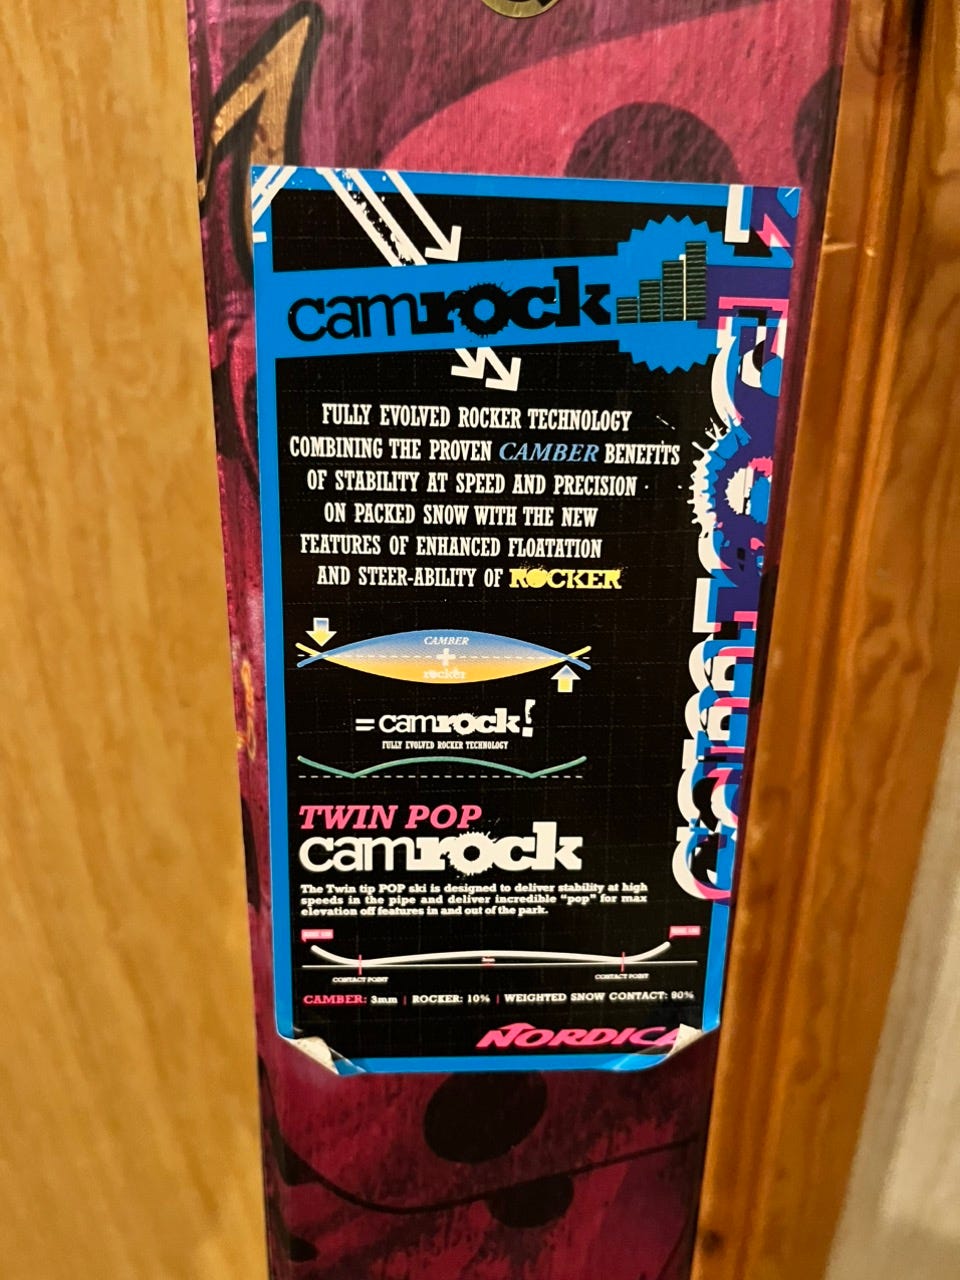 camrock
FULLY EVOLVED ROCKER TECHNOLOGY
COMBINING THE PROVEN CAMBER BENEFITS
OF STABILITY AT SPEED AND PRECISION
ON PACKED SNOW WITH THE NEW
FEATURES OF ENHANCED FLOATATION
AND STEER-ABILITY OF ROCKER
CAMBER
+
rocker
=camrock!
FULLY EVOLVED ROCKER TECHNOLOGY
TWIN POP
camrock
The Twin tip POP ski is designed to deliver stability at high
speeds in the pipe and deliver incredible "pop" for max
elevation off features in and out of the park.
3mm
CONTACT POINT CONTACT POINT
CAMBER: 3mm | ROCKER: 10% | WEIGHTED SNOW CONTACT: 90%
NORDICA